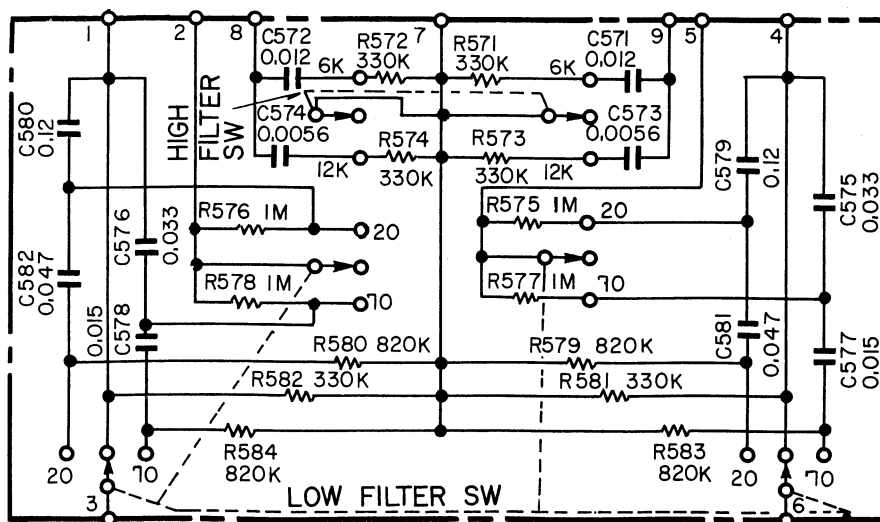 1 2 8 7 9 5 4
C572
0.012
6K
R572
330K
R571
330K
6K
C571
0.012
C574
0.0056
C573
0.0056
HIGH
FILTER
SW
12K
R574
330K
R573
330K
12K
C580
0.12
C579
0.12
C576
0.033
C575
0.033
R576 1M
20
R575 1M
20
C582
0.047
R578 1M
70
R577 1M
70
0.015
C578
C581
0.047
C577
0.015
R580 820K
R579 820K
R582 330K
R581 330K
R584
820K
R583
820K
20 70
20 70
3
LOW FILTER SW
6